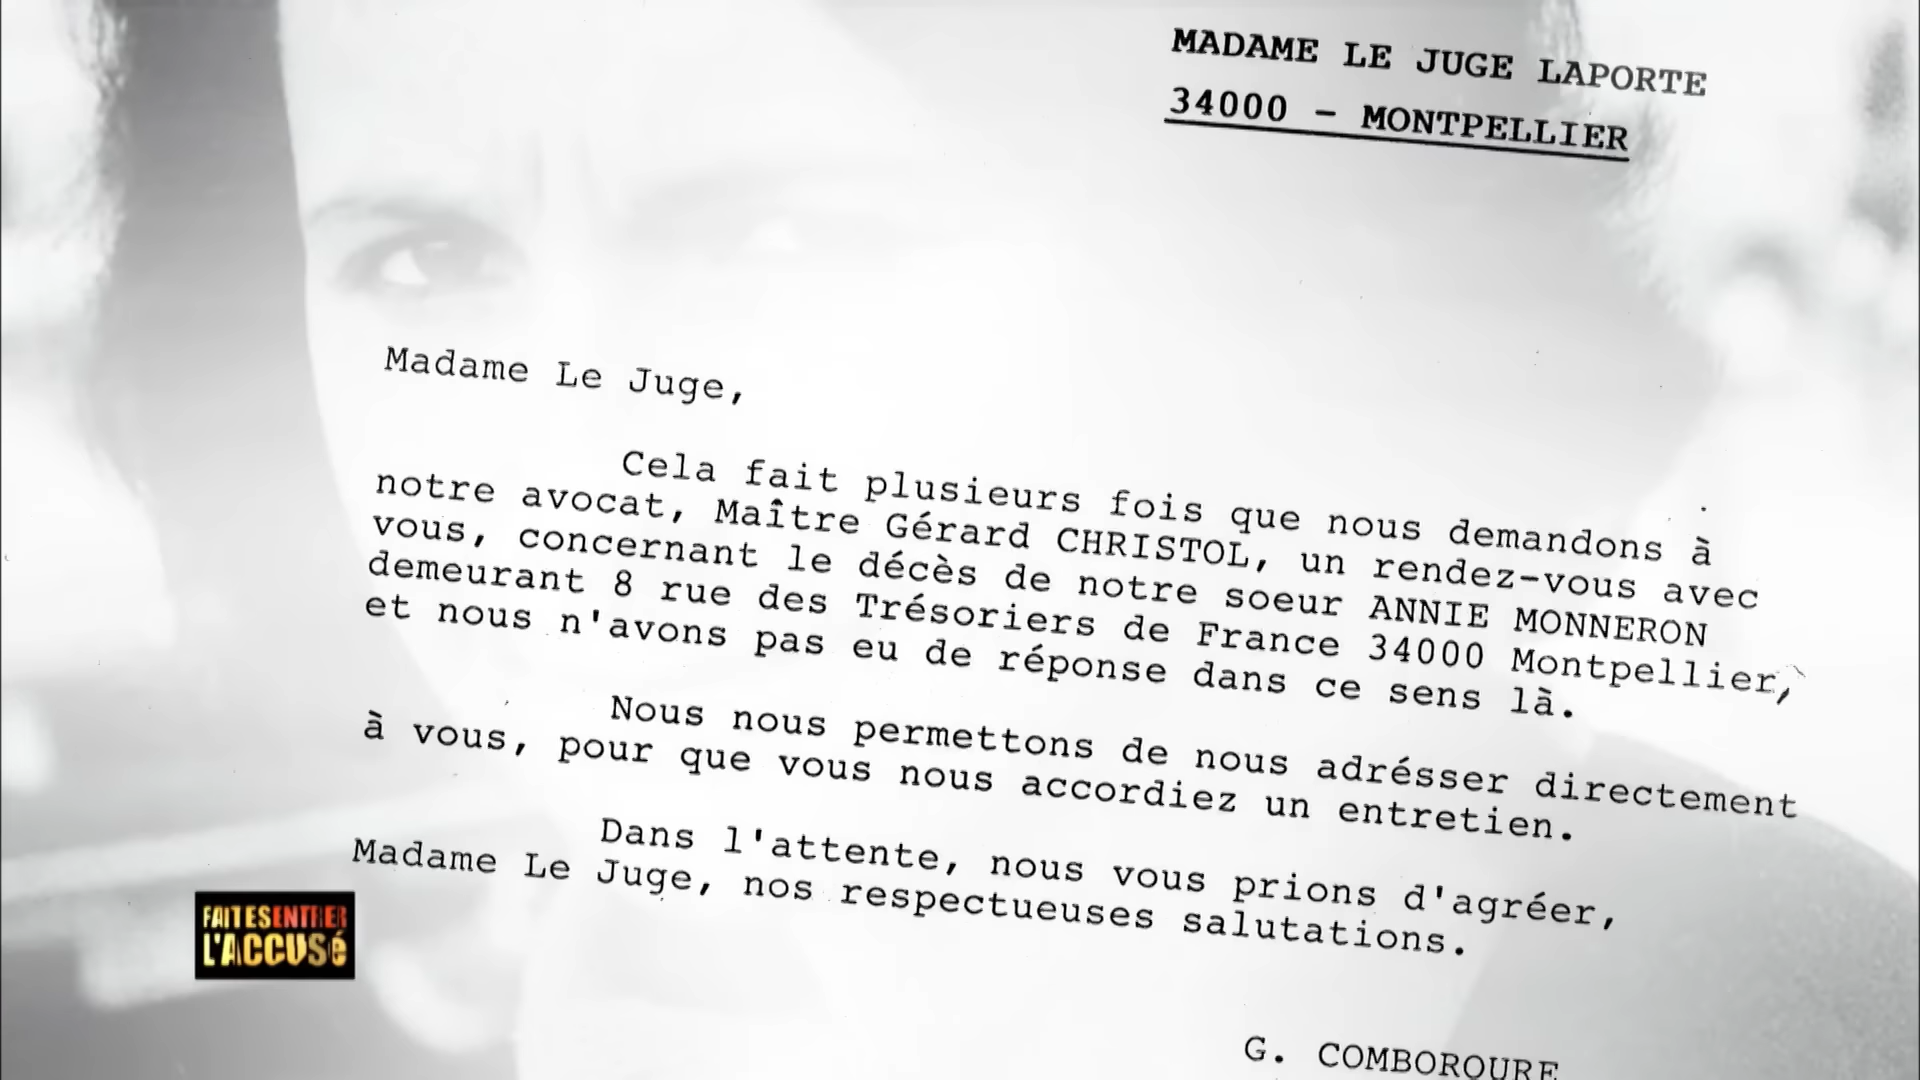 MADAME LE JUGE LAPORTE
34000 - MONTPELLIER
Madame Le Juge,
Cela fait plusieurs fois que nous demandons à
notre avocat, Maître Gérard CHRISTOL, un rendez-vous avec
vous, concernant le décès de notre soeur ANNIE MONNERON
demeurant 8 rue des Trésoriers de France 34000 Montpellier,
et nous n'avons pas eu de réponse dans ce sens là.
Nous nous permettons de nous adrésser directement
à vous, pour que vous nous accordiez un entretien.
Dans l'attente, nous vous prions d'agréer,
Madame Le Juge, nos respectueuses salutations.
G. COMBOROURE
FAITES ENTRER
L'ACCUSé